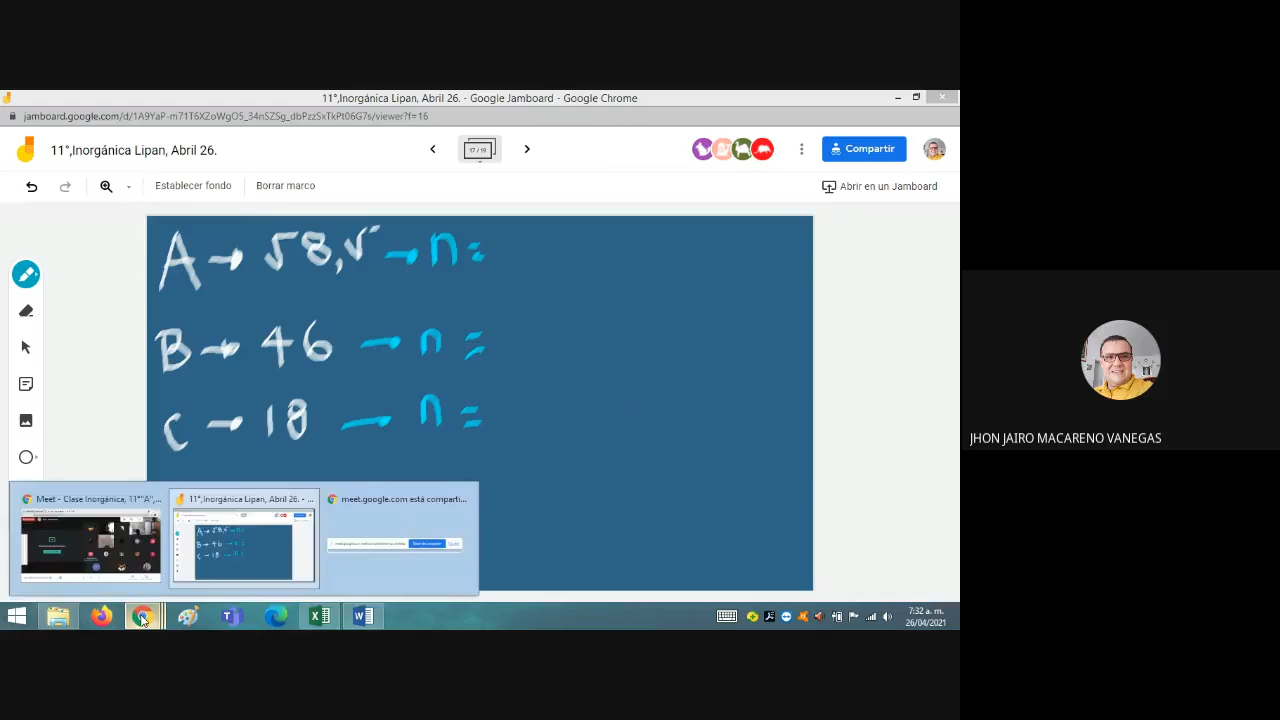 11°,Inorgánica Lipan, Abril 26. - Google Jamboard - Google Chrome
jamboard.google.com/d/1A9YaP-m71T6XZoWgO5_34nSZSg_dbPzzSxTkPt06G7s/viewer?f=16
11°,Inorgánica Lipan, Abril 26.
17 / 19
Compartir
Establecer fondo
Borrar marco
Abrir en un Jamboard
A → 58,5 → n =
B → 46 → n =
C → 18 → n =
JHON JAIRO MACARENO VANEGAS
Meet - Clase Inorgánica, 11°"A",...
11°,Inorgánica Lipan, Abril 26. - ...
meet.google.com está comparti...
7:32 a. m.
26/04/2021